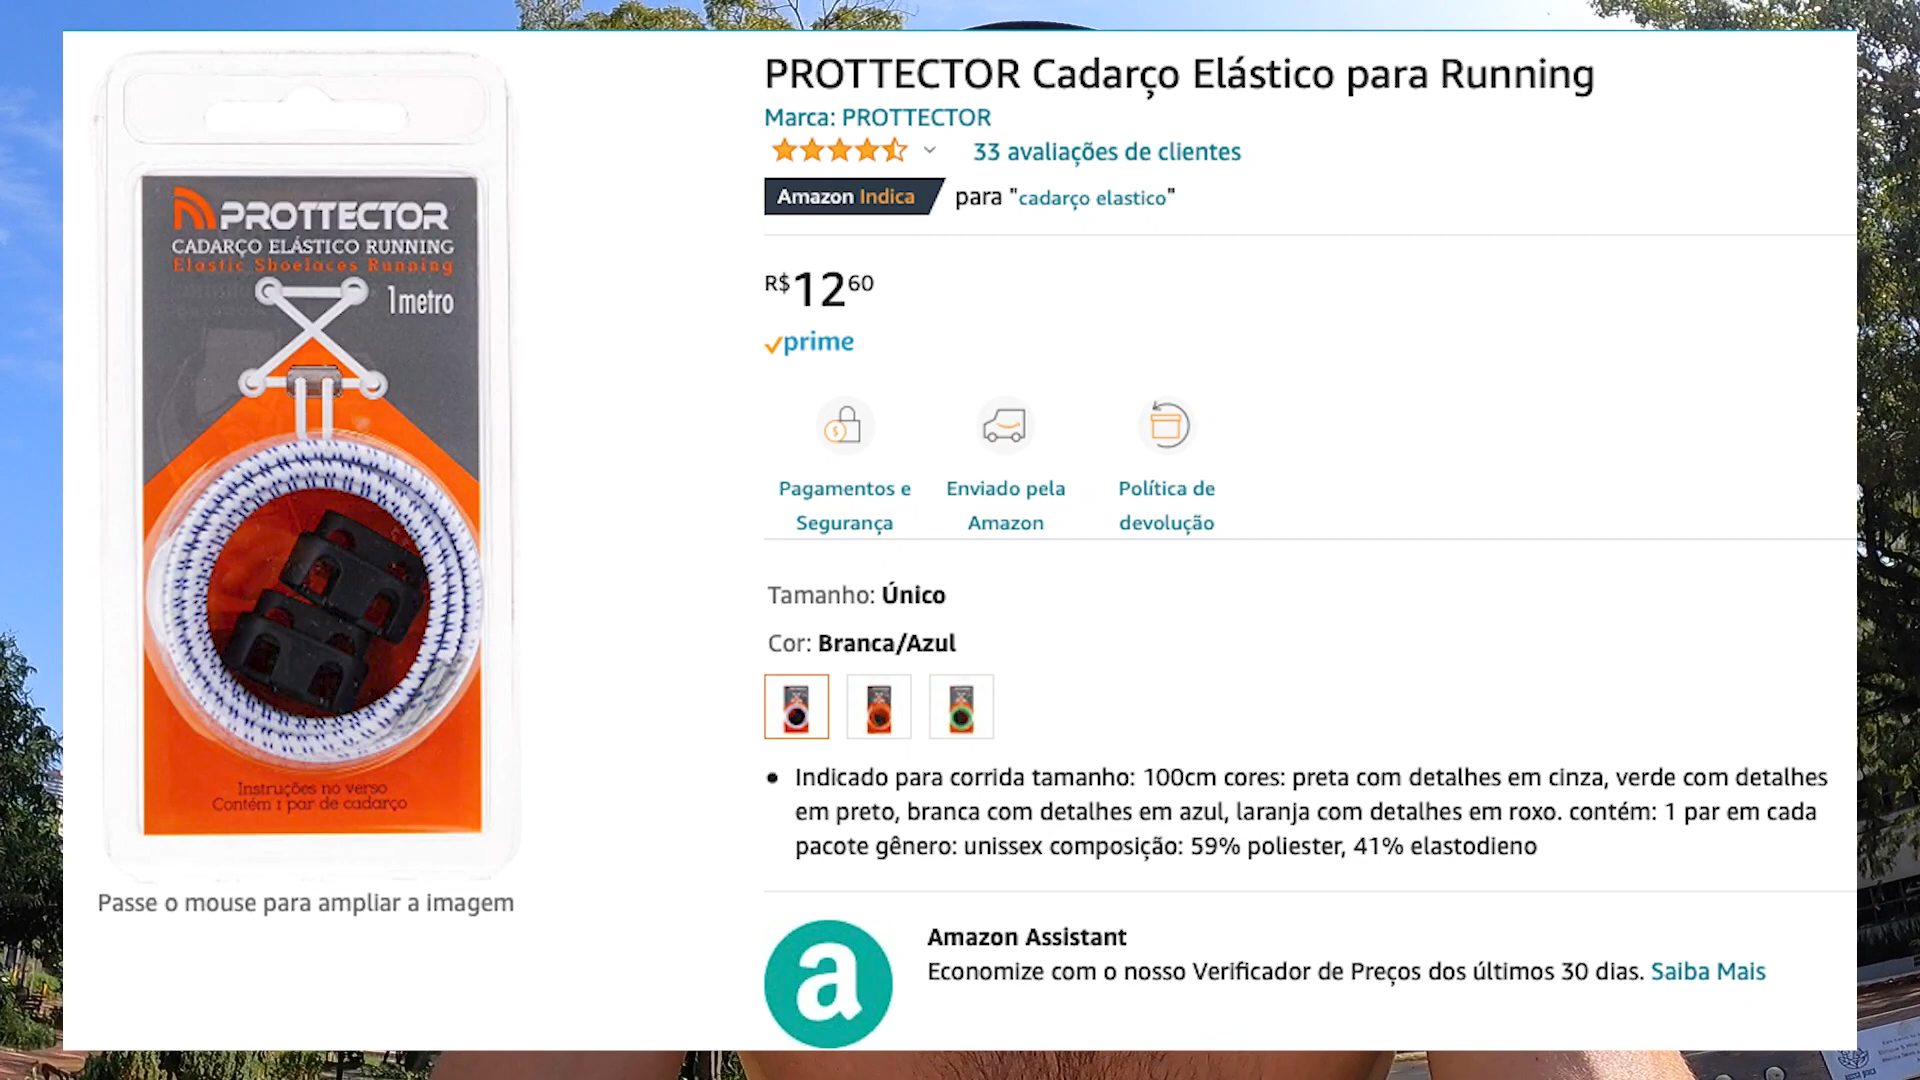 PROTTECTOR
CADARÇO ELÁSTICO RUNNING
Elastic Shoelaces Running
1metro
Instruções no verso
Contém 1 par de cadarço
Passe o mouse para ampliar a imagem
PROTTECTOR Cadarço Elástico para Running
Marca: PROTTECTOR
33 avaliações de clientes
Amazon Indica para "cadarço elastico"
R$ 12 60
prime
Pagamentos e Segurança
Enviado pela Amazon
Política de devolução
Tamanho: Único
Cor: Branca/Azul
Indicado para corrida tamanho: 100cm cores: preta com detalhes em cinza, verde com detalhes
em preto, branca com detalhes em azul, laranja com detalhes em roxo. contém: 1 par em cada
pacote gênero: unissex composição: 59% poliester, 41% elastodieno
a
Amazon Assistant
Economize com o nosso Verificador de Preços dos últimos 30 dias. Saiba Mais